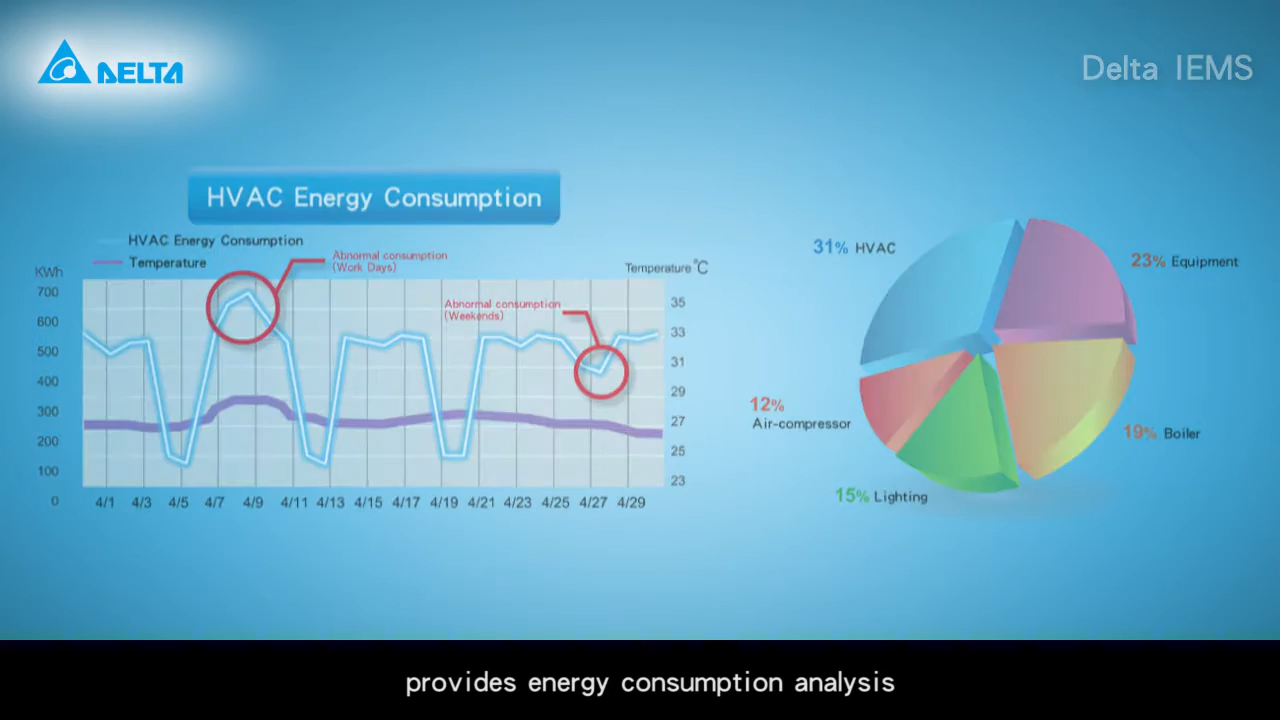 DELTA
Delta IEMS
HVAC Energy Consumption
HVAC Energy Consumption
Temperature
Abnormal consumption
(Work Days)
Abnormal consumption
(Weekends)
KWh
700
600
500
400
300
200
100
0
Temperature°C
35
33
31
29
27
25
23
4/1 4/3 4/5 4/7 4/9 4/11 4/13 4/15 4/17 4/19 4/21 4/23 4/25 4/27 4/29
31% HVAC
23% Equipment
12%
Air-compressor
19% Boiler
15% Lighting
provides energy consumption analysis